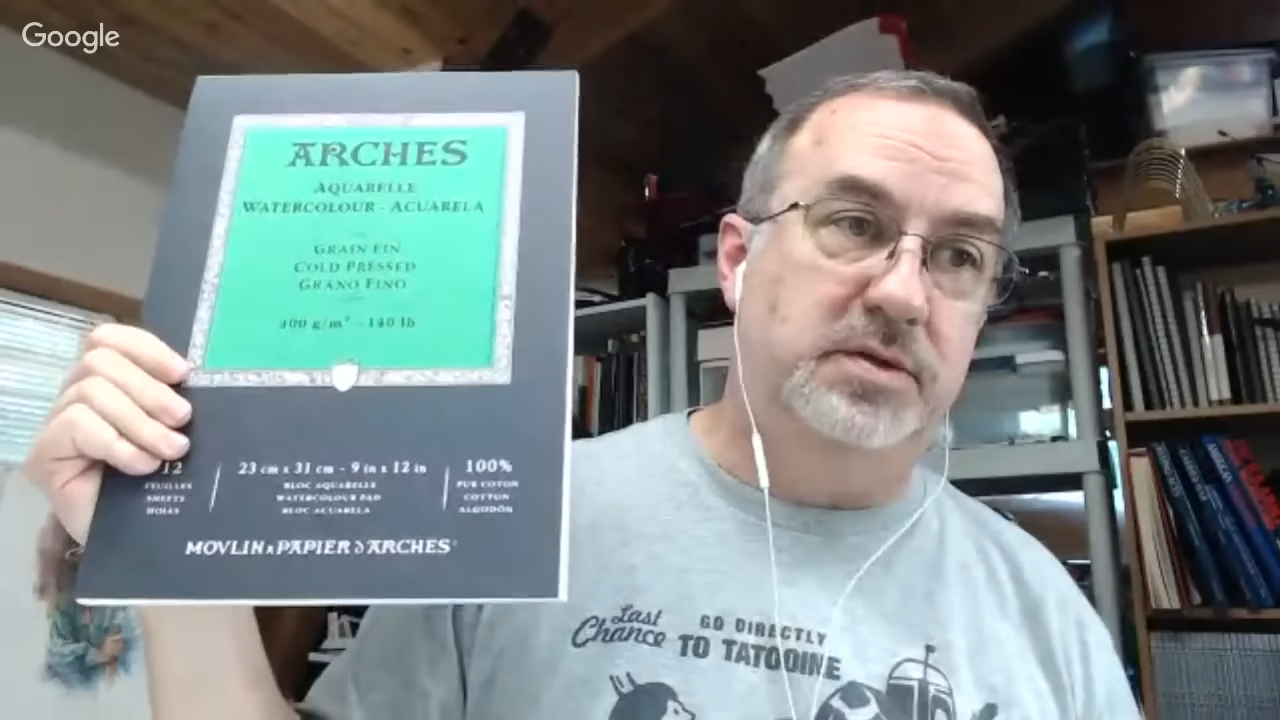 Google
ARCHES
AQUARELLE
WATERCOLOUR - ACUARELA
GRAIN FIN
COLD PRESSED
GRANO FINO
300 g/m² - 140 lb
12
FEUILLES
SHEETS
HOJAS
23 cm x 31 cm - 9 in x 12 in
BLOC AQUARELLE
WATERCOLOUR PAD
BLOC ACUARELA
100%
PUR COTON
COTTON
ALGODÓN
MOVLIN À PAPIER D'ARCHES®
Last
Chance
GO DIRECTLY
TO TATOOINE